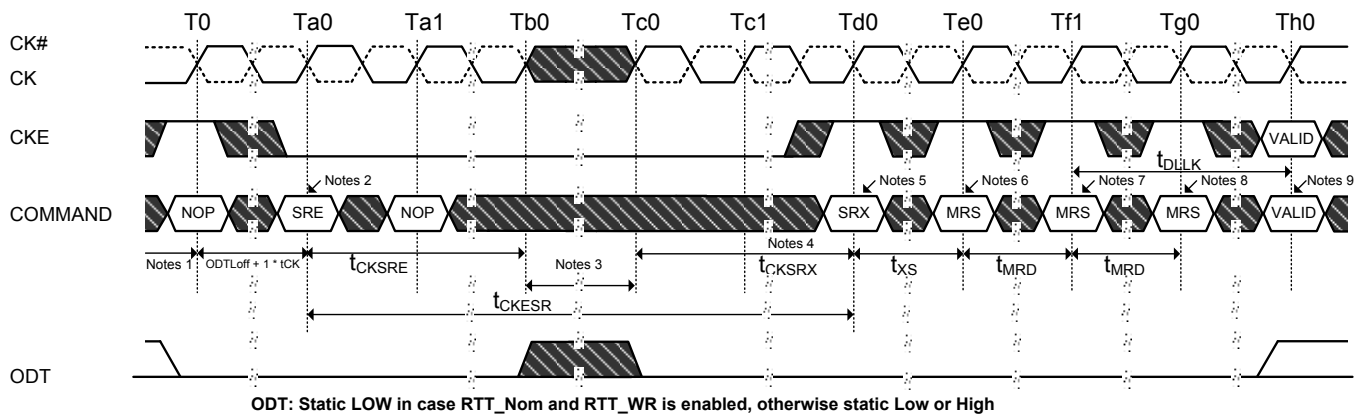 T0 Ta0 Ta1 Tb0 Tc0 Tc1 Td0 Te0 Tf1 Tg0 Th0
CK#
CK
CKE
VALID
tDLLK
Notes 2 Notes 5 Notes 6 Notes 7 Notes 8 Notes 9
COMMAND
NOP SRE NOP SRX MRS MRS MRS VALID
Notes 1 ODTLoff + 1 * tCK tCKSRE Notes 3 Notes 4 tCKSRX tXS tMRD tMRD
tCKESR
ODT
ODT: Static LOW in case RTT_Nom and RTT_WR is enabled, otherwise static Low or High